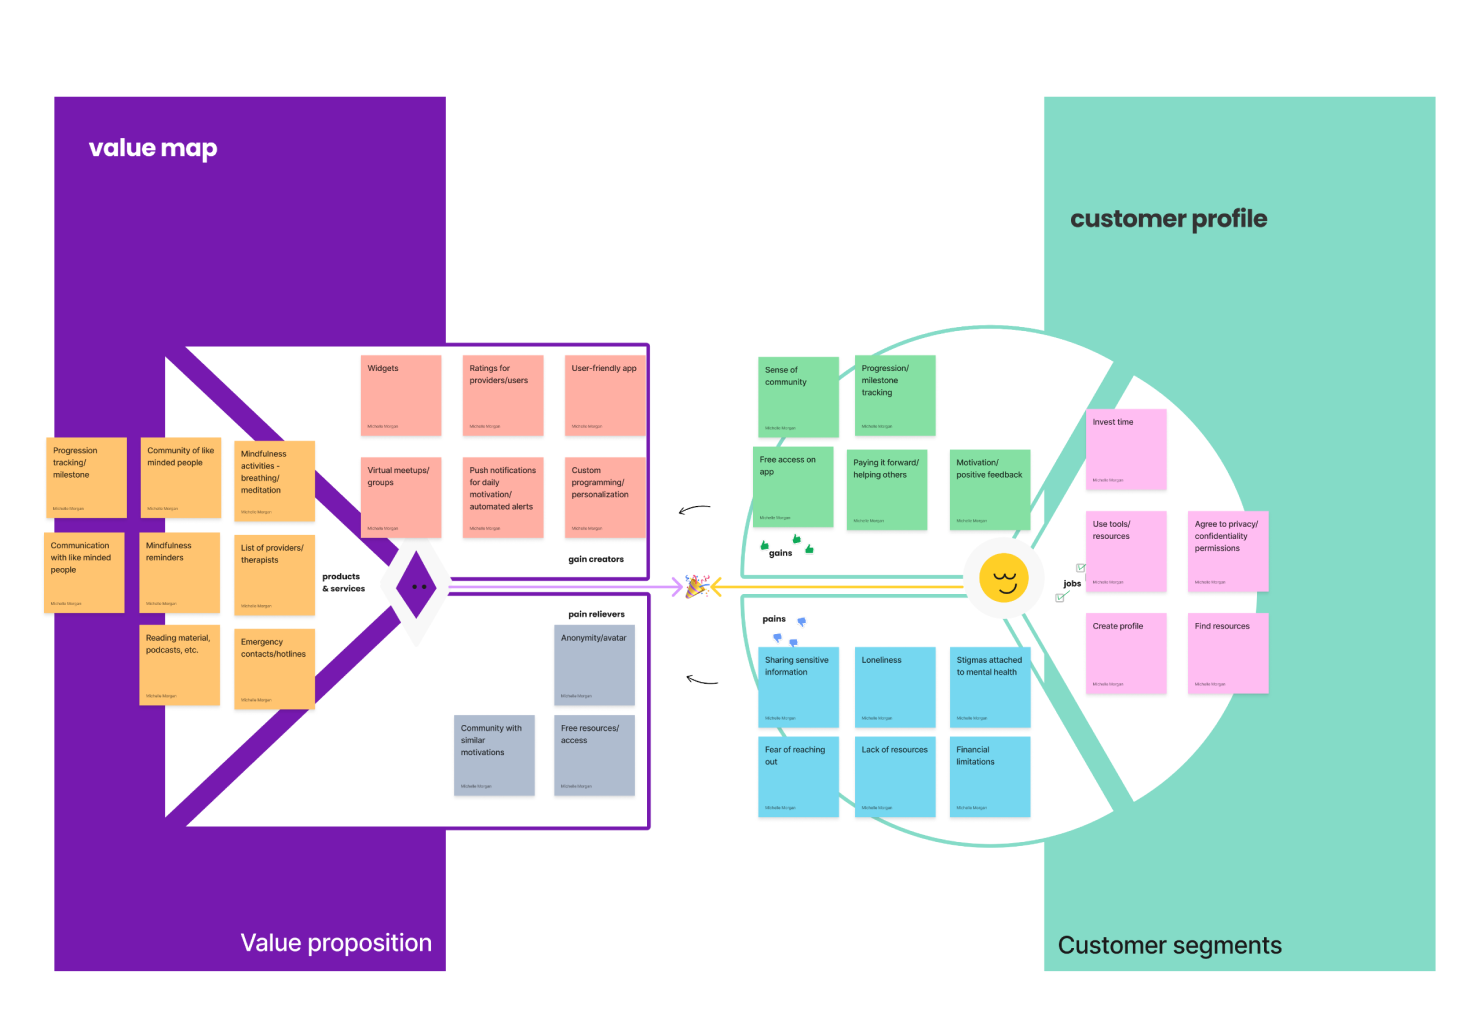 value map
customer profile
Widgets
Michelle Morgan
Ratings for
providers/users
Michelle Morgan
User-friendly app
Michelle Morgan
Virtual meetups/
groups
Michelle Morgan
Push notifications
for daily
motivation/
automated alerts
Michelle Morgan
Custom
programming/
personalization
Michelle Morgan
gain creators
Progression
tracking/
milestone
Michelle Morgan
Community of like
minded people
Michelle Morgan
Mindfulness
activities -
breathing/
meditation
Michelle Morgan
Communication
with like minded
people
Michelle Morgan
Mindfulness
reminders
Michelle Morgan
List of providers/
therapists
Michelle Morgan
Reading material,
podcasts, etc.
Michelle Morgan
Emergency
contacts/hotlines
Michelle Morgan
products
& services
pain relievers
Anonymity/avatar
Michelle Morgan
Community with
similar
motivations
Michelle Morgan
Free resources/
access
Michelle Morgan
Sense of
community
Michelle Morgan
Progression/
milestone
tracking
Michelle Morgan
Free access on
app
Michelle Morgan
Paying it forward/
helping others
Michelle Morgan
Motivation/
positive feedback
Michelle Morgan
gains
pains
Sharing sensitive
information
Michelle Morgan
Loneliness
Michelle Morgan
Stigmas attached
to mental health
Michelle Morgan
Fear of reaching
out
Michelle Morgan
Lack of resources
Michelle Morgan
Financial
limitations
Michelle Morgan
Invest time
Michelle Morgan
Use tools/
resources
Michelle Morgan
Agree to privacy/
confidentiality
permissions
Michelle Morgan
jobs
Create profile
Michelle Morgan
Find resources
Michelle Morgan
Value proposition
Customer segments